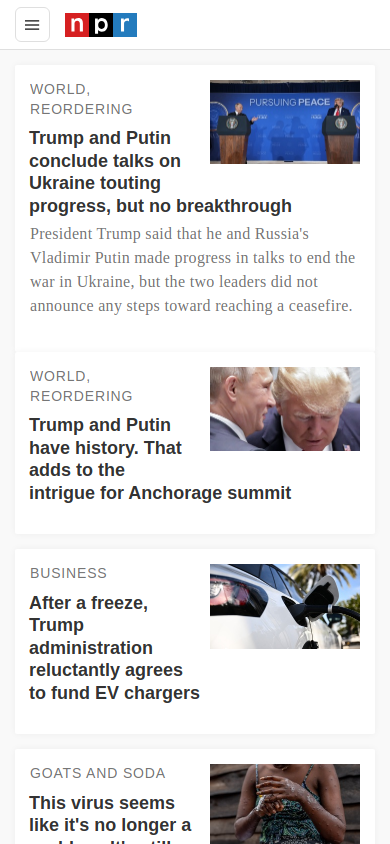 npr
WORLD,
REORDERING
PURSUING PEACE
Trump and Putin
conclude talks on
Ukraine touting
progress, but no breakthrough
President Trump said that he and Russia's
Vladimir Putin made progress in talks to end the
war in Ukraine, but the two leaders did not
announce any steps toward reaching a ceasefire.
WORLD,
REORDERING
Trump and Putin
have history. That
adds to the
intrigue for Anchorage summit
BUSINESS
After a freeze,
Trump
administration
reluctantly agrees
to fund EV chargers
GOATS AND SODA
This virus seems
like it's no longer a